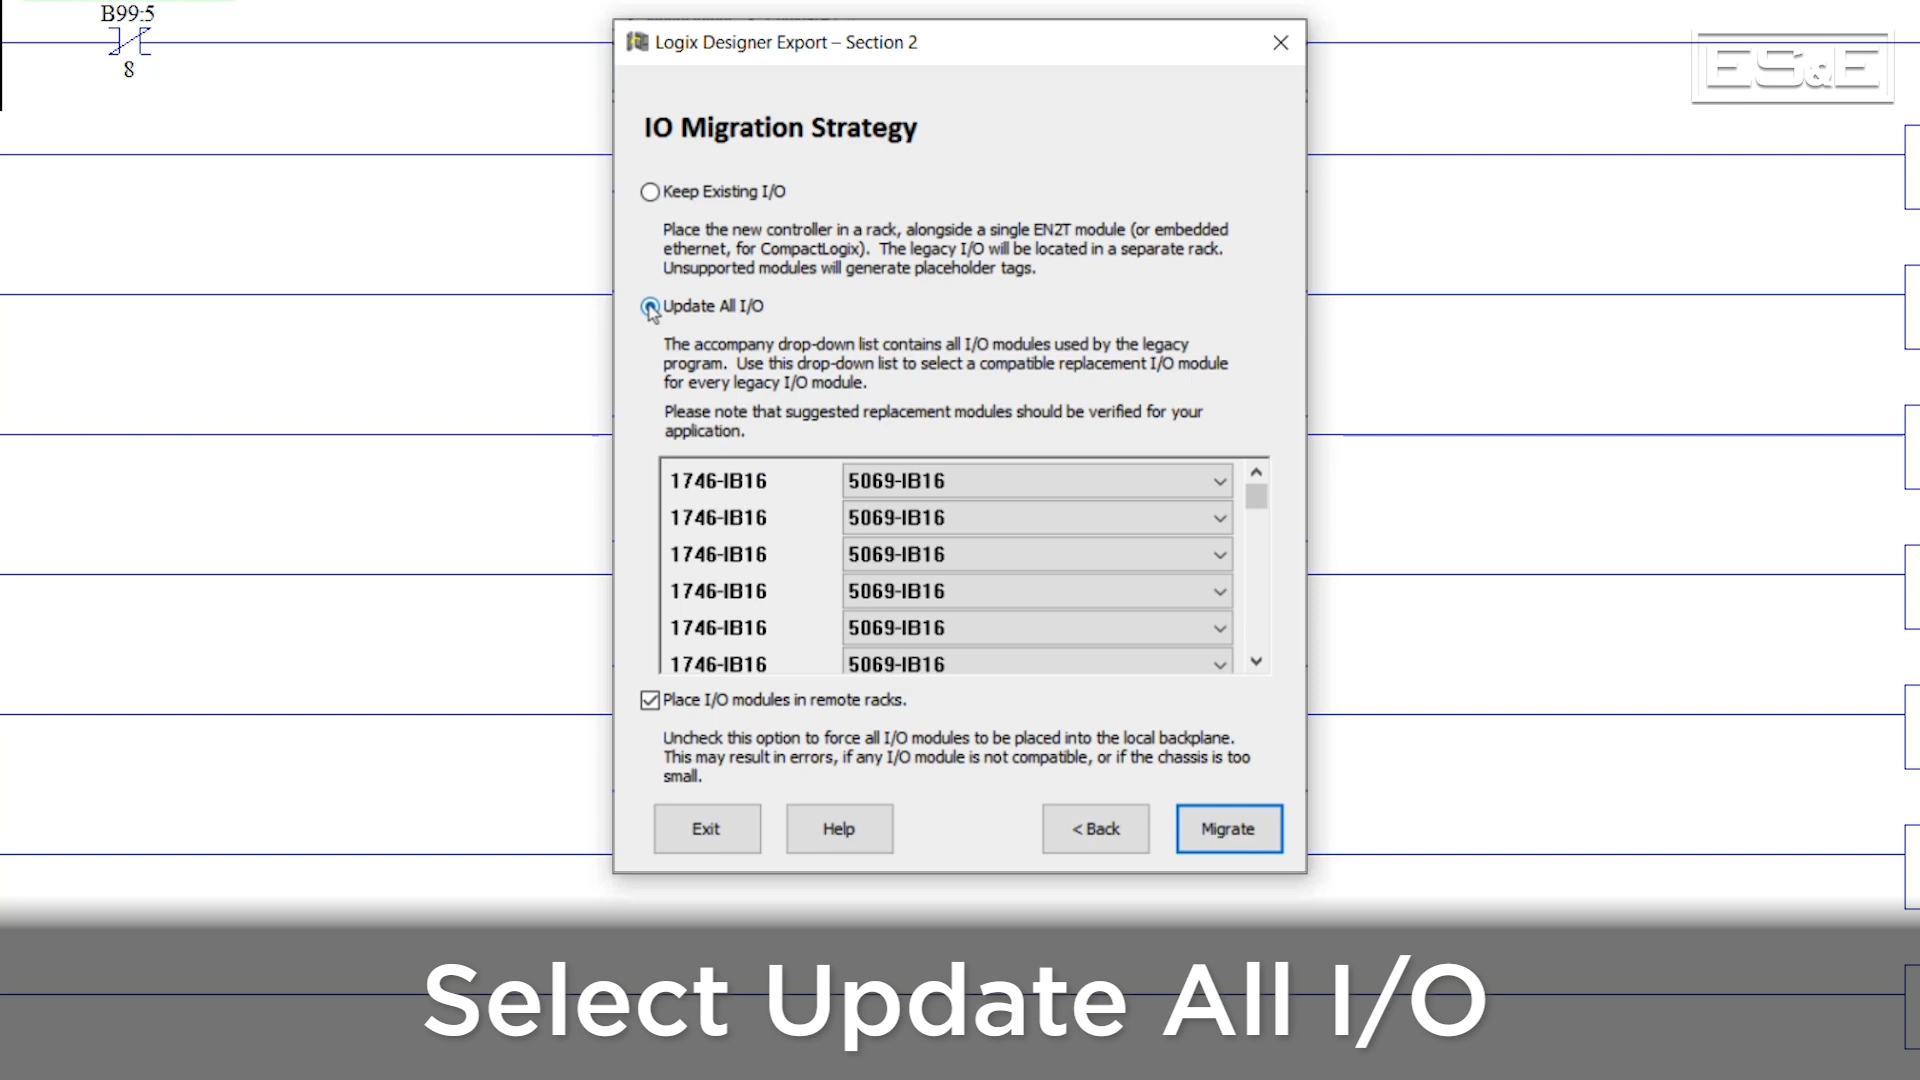 B99:5
8
Logix Designer Export – Section 2
ES&E
IO Migration Strategy
Keep Existing I/O
Place the new controller in a rack, alongside a single EN2T module (or embedded
ethernet, for CompactLogix). The legacy I/O will be located in a separate rack.
Unsupported modules will generate placeholder tags.
Update All I/O
The accompany drop-down list contains all I/O modules used by the legacy
program. Use this drop-down list to select a compatible replacement I/O module
for every legacy I/O module.
Please note that suggested replacement modules should be verified for your
application.
1746-IB16 5069-IB16
1746-IB16 5069-IB16
1746-IB16 5069-IB16
1746-IB16 5069-IB16
1746-IB16 5069-IB16
1746-IB16 5069-IB16
Place I/O modules in remote racks.
Uncheck this option to force all I/O modules to be placed into the local backplane.
This may result in errors, if any I/O module is not compatible, or if the chassis is too
small.
Exit Help < Back Migrate
Select Update All I/O